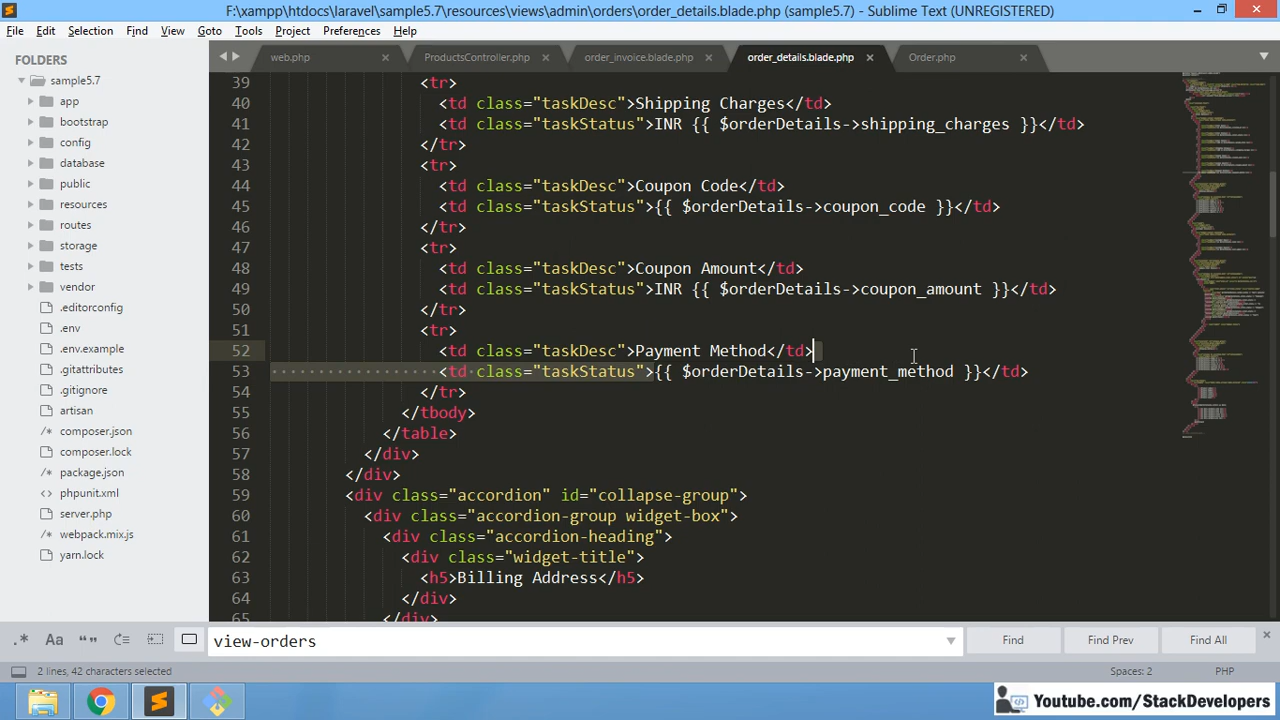 F:\xampp\htdocs\laravel\sample5.7\resources\views\admin\orders\order_details.blade.php (sample5.7) - Sublime Text (UNREGISTERED)
File Edit Selection Find View Goto Tools Project Preferences Help
FOLDERS
sample5.7
app
bootstrap
config
database
public
resources
routes
storage
tests
vendor
.editorconfig
.env
.env.example
.gitattributes
.gitignore
artisan
composer.json
composer.lock
package.json
phpunit.xml
server.php
webpack.mix.js
yarn.lock
web.php ProductsController.php order_invoice.blade.php order_details.blade.php Order.php
39 <tr>
40 <td class="taskDesc">Shipping Charges</td>
41 <td class="taskStatus">INR {{ $orderDetails->shipping_charges }}</td>
42 </tr>
43 <tr>
44 <td class="taskDesc">Coupon Code</td>
45 <td class="taskStatus">{{ $orderDetails->coupon_code }}</td>
46 </tr>
47 <tr>
48 <td class="taskDesc">Coupon Amount</td>
49 <td class="taskStatus">INR {{ $orderDetails->coupon_amount }}</td>
50 </tr>
51 <tr>
52 <td class="taskDesc">Payment Method</td>
53 <td class="taskStatus">{{ $orderDetails->payment_method }}</td>
54 </tr>
55 </tbody>
56 </table>
57 </div>
58 </div>
59 <div class="accordion" id="collapse-group">
60 <div class="accordion-group widget-box">
61 <div class="accordion-heading">
62 <div class="widget-title">
63 <h5>Billing Address</h5>
64 </div>
65 </div>
.* Aa “” view-orders Find Find Prev Find All
2 lines, 42 characters selected Spaces: 2 PHP
Youtube.com/StackDevelopers